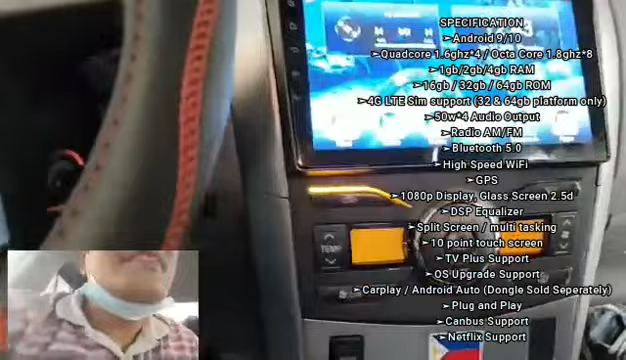 SPECIFICATION
➢Android 9/10
➢Quadcore 1.6ghz*4 / Octa Core 1.8ghz*8
➢1gb/2gb/4gb RAM
➢16gb / 32gb / 64gb ROM
➢4G LTE Sim support (32 & 64gb platform only)
➢50w*4 Audio Output
➢Radio AM/FM
➢Bluetooth 5.0
➢High Speed WiFi
➢GPS
➢1080p Display, Glass Screen 2.5d
➢DSP Equalizer
➢Split Screen / multi tasking
➢10 point touch screen
➢TV Plus Support
➢OS Upgrade Support
➢Carplay / Android Auto (Dongle Sold Seperately)
➢Plug and Play
➢Canbus Support
➢Netflix Support
TEMP